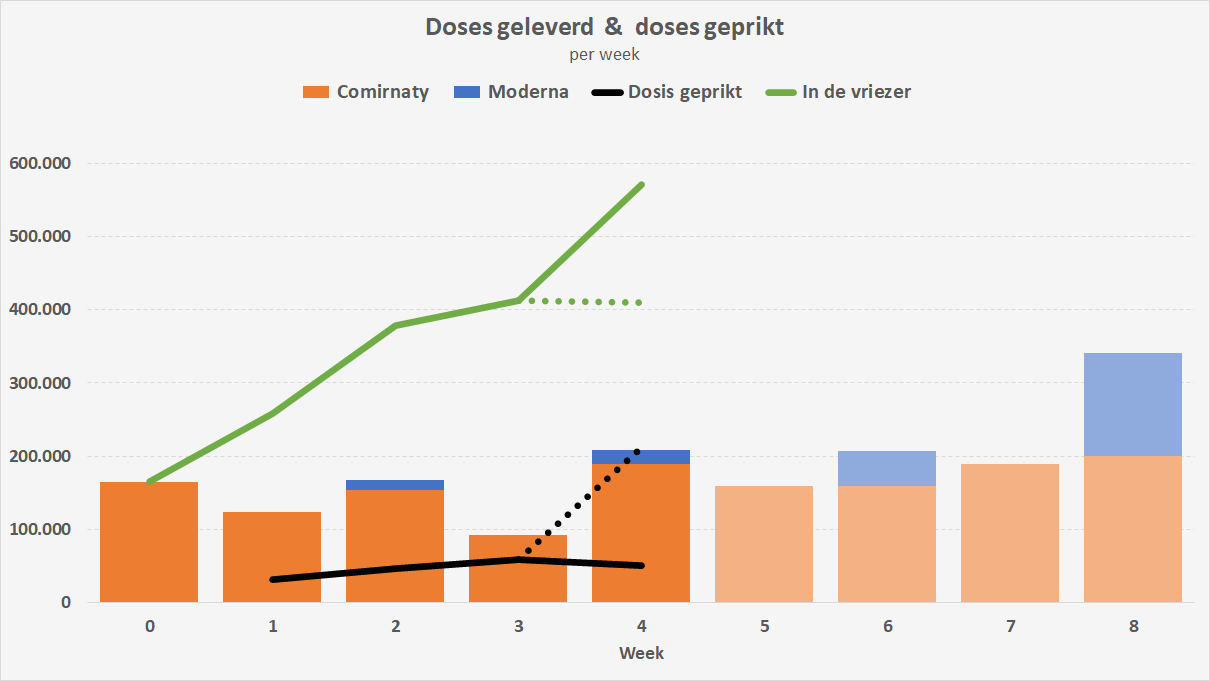 Doses geleverd & doses geprikt
per week
Comirnaty Moderna Dosis geprikt In de vriezer
600.000
500.000
400.000
300.000
200.000
100.000
0
0 1 2 3 4 5 6 7 8
Week